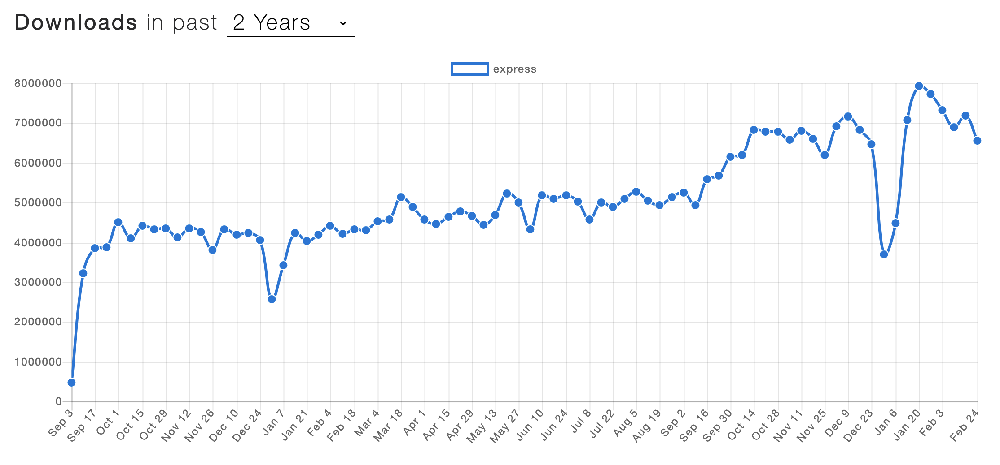 Downloads in past 2 Years
express
8000000
7000000
6000000
5000000
4000000
3000000
2000000
1000000
0
Sep 3
Sep 17
Oct 1
Oct 15
Oct 29
Nov 12
Nov 26
Dec 10
Dec 24
Jan 7
Jan 21
Feb 4
Feb 18
Mar 4
Mar 18
Apr 1
Apr 15
Apr 29
May 13
May 27
Jun 10
Jun 24
Jul 8
Jul 22
Aug 5
Aug 19
Sep 2
Sep 16
Sep 30
Oct 14
Oct 28
Nov 11
Nov 25
Dec 9
Dec 23
Jan 6
Jan 20
Feb 3
Feb 24